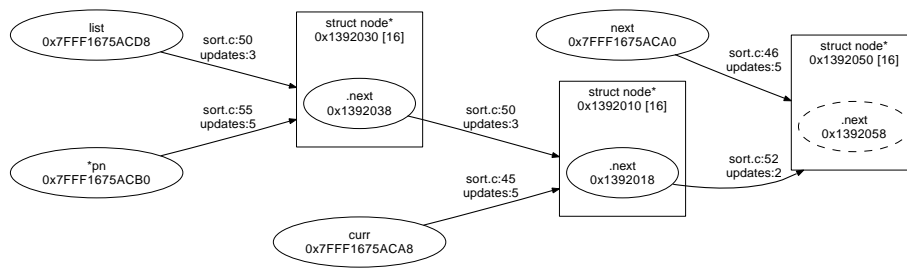 list
0x7FFF1675ACD8
sort.c:50
updates:3
struct node*
0x1392030 [16]
.next
0x1392038
*pn
0x7FFF1675ACB0
sort.c:55
updates:5
sort.c:50
updates:3
next
0x7FFF1675ACA0
sort.c:46
updates:5
struct node*
0x1392050 [16]
.next
0x1392058
struct node*
0x1392010 [16]
.next
0x1392018
sort.c:52
updates:2
sort.c:45
updates:5
curr
0x7FFF1675ACA8